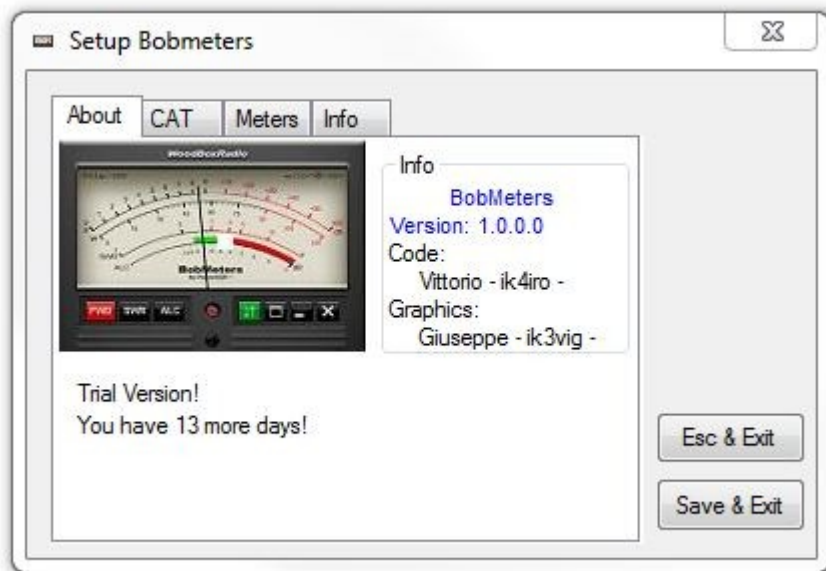 Setup Bobmeters
About
CAT
Meters
Info
WoodBoxRadio
BobMeters
SWR
ALC
Info
BobMeters
Version: 1.0.0.0
Code:
Vittorio - ik4iro -
Graphics:
Giuseppe - ik3vig -
Trial Version!
You have 13 more days!
Esc & Exit
Save & Exit